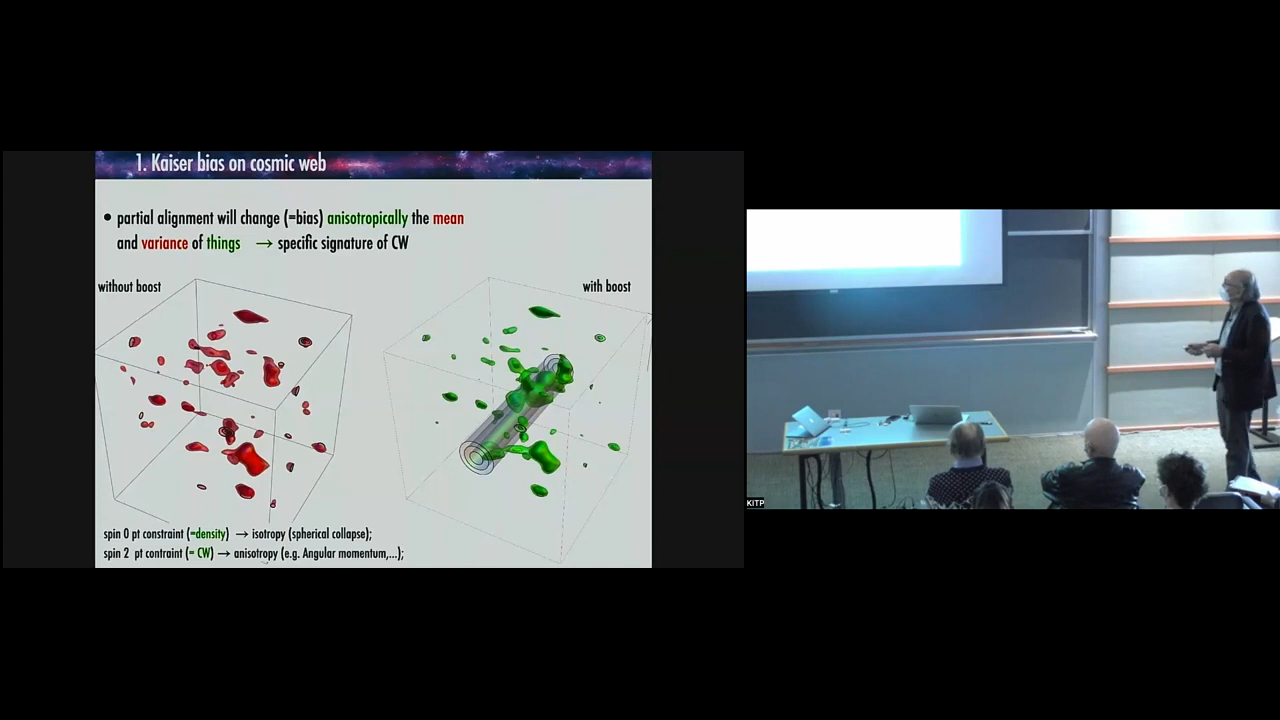 1. Kaiser bias on cosmic web
• partial alignment will change (=bias) anisotropically the mean
and variance of things → specific signature of CW
without boost
with boost
spin 0 pt constraint (=density) → isotropy (spherical collapse);
spin 2 pt contraint (= CW) → anisotropy (e.g. Angular momentum,...);
KITP